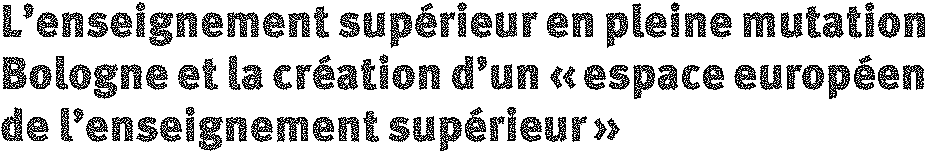 L’enseignement supérieur en pleine mutation
Bologne et la création d’un « espace européen
de l’enseignement supérieur »